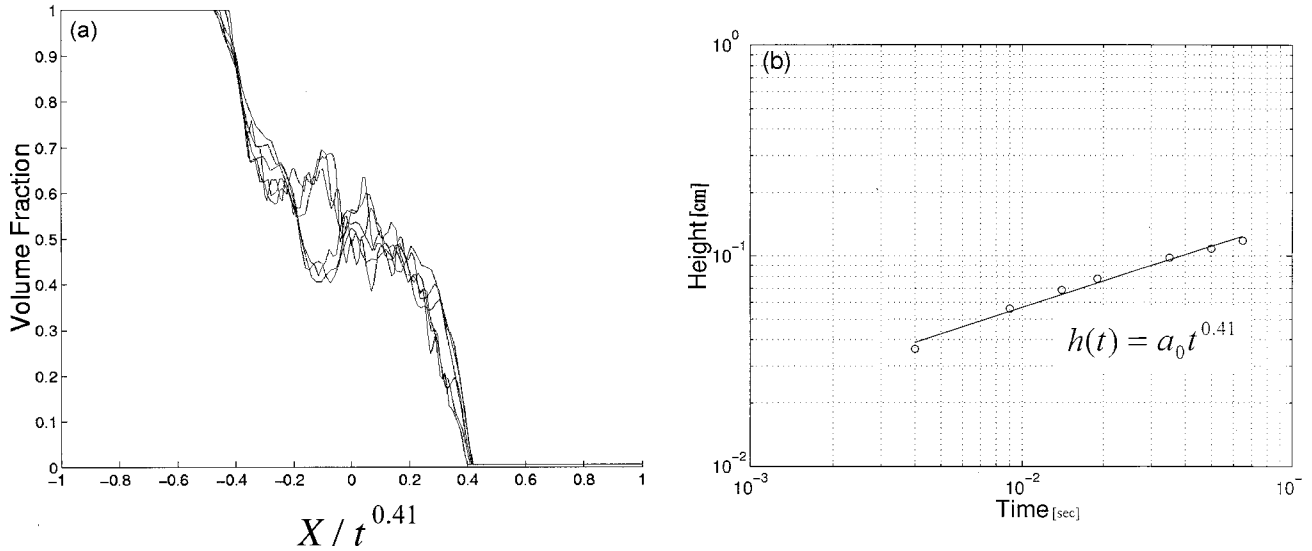 (a)
Volume Fraction
1
0.9
0.8
0.7
0.6
0.5
0.4
0.3
0.2
0.1
0
-1 -0.8 -0.6 -0.4 -0.2 0 0.2 0.4 0.6 0.8 1
X / t^0.41
(b)
Height [cm]
10^0
10^-1
10^-2
h(t) = a_0 t^0.41
10^-3 10^-2 10^-
Time [sec]